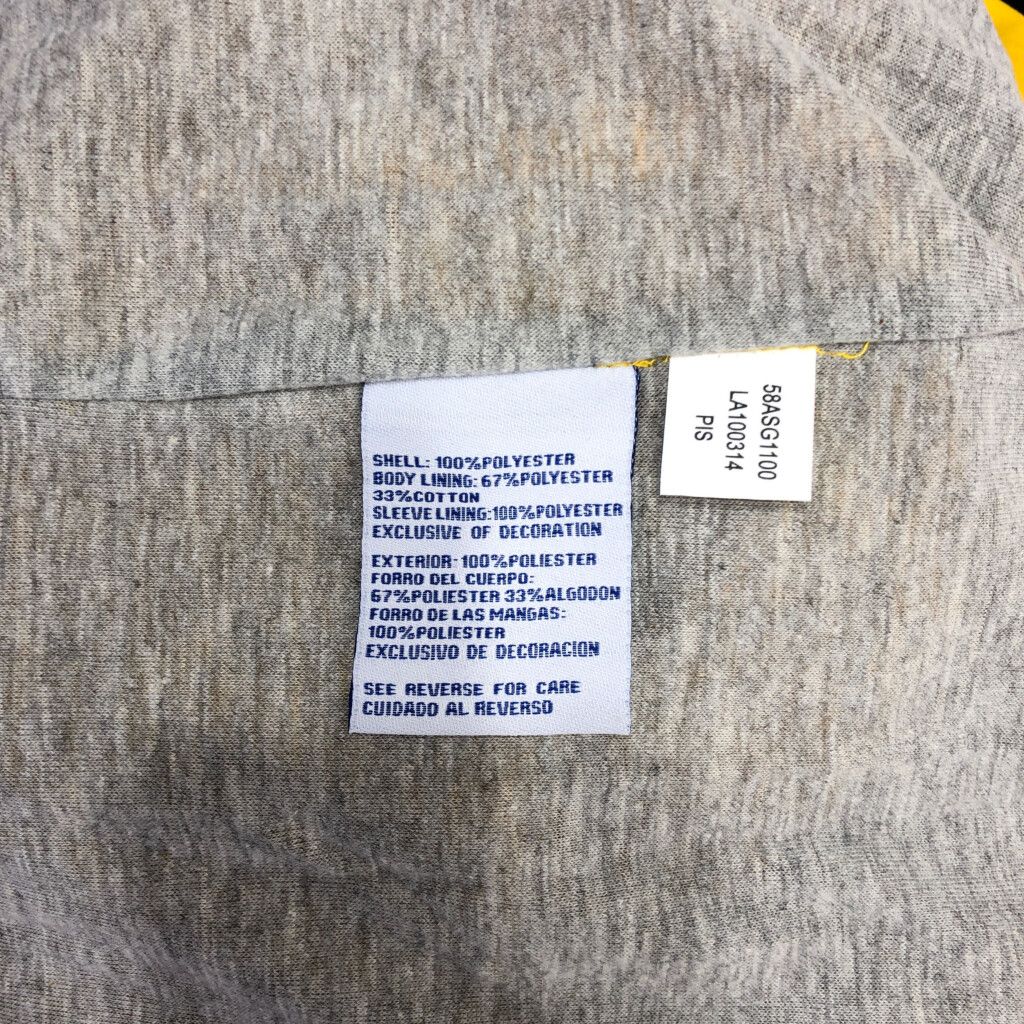 SHELL: 100%POLYESTER
BODY LINING: 67%POLYESTER
33%COTTON
SLEEVE LINING:100%POLYESTER
EXCLUSIVE OF DECORATION
EXTERIOR: 100%POLIESTER
FORRO DEL CUERPO:
67%POLIESTER 33%ALGODON
FORRO DE LAS MANGAS:
100%POLIESTER
EXCLUSIVO DE DECORACION
SEE REVERSE FOR CARE
CUIDADO AL REVERSO
58ASG1100
LA100314
PIS